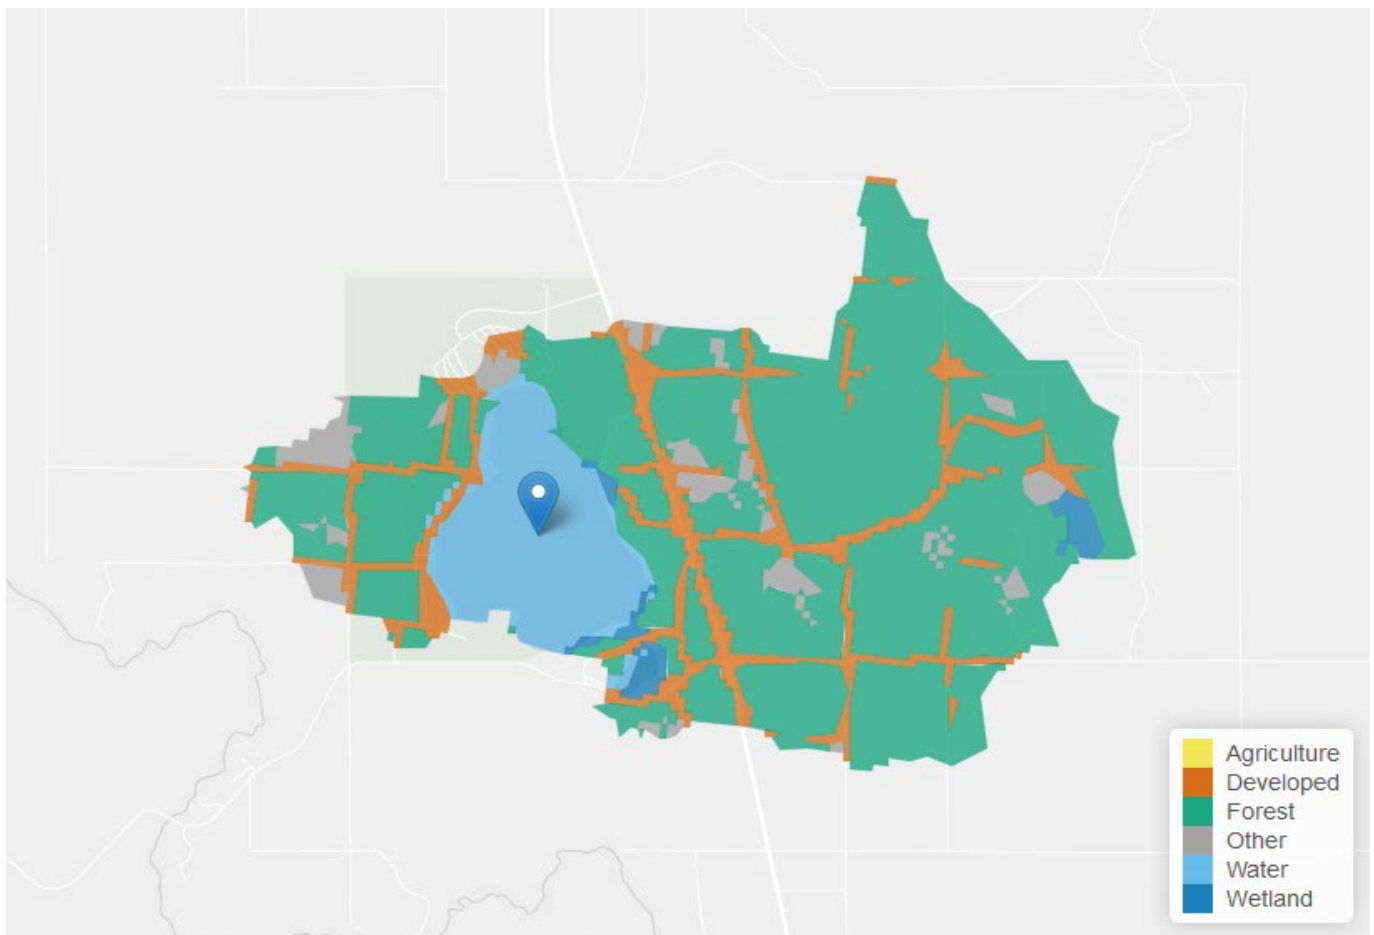 Agriculture
Developed
Forest
Other
Water
Wetland